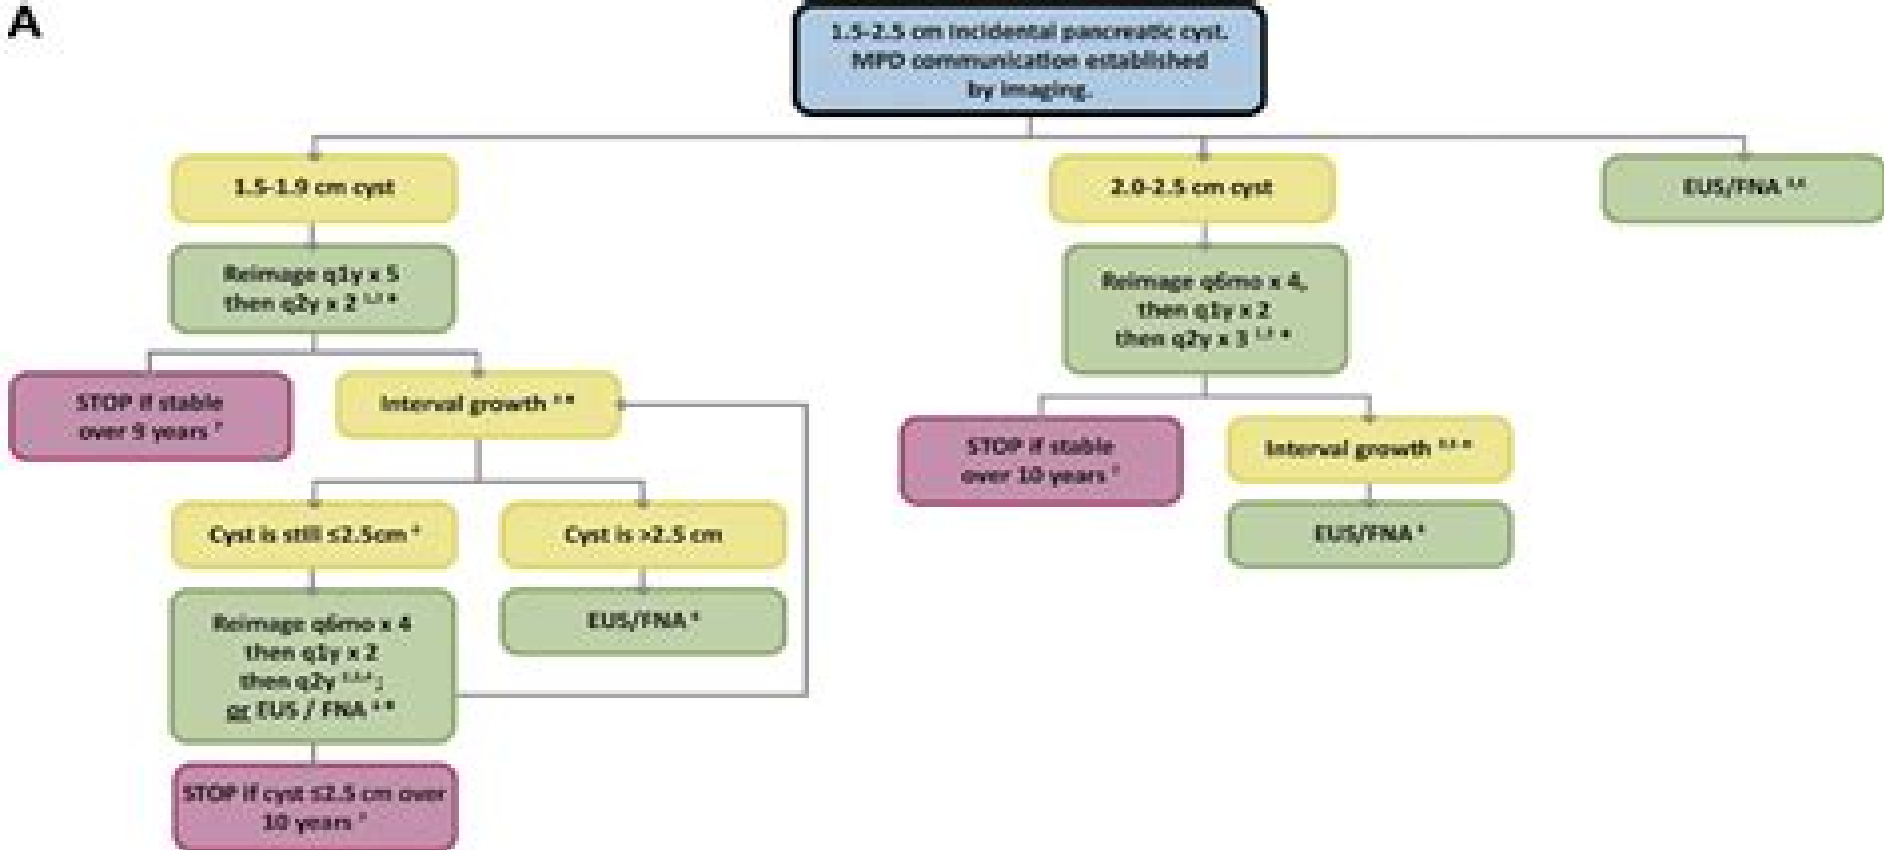 A
1.5-2.5 cm incidental pancreatic cyst.
MPD communication established
by imaging.
1.5-1.9 cm cyst
2.0-2.5 cm cyst
EUS/FNA
Reimage q1y x 5
then q2y x 2
Reimage q6mo x 4,
then q1y x 2
then q2y x 3
STOP if stable
over 9 years
Interval growth
STOP if stable
over 10 years
Interval growth
Cyst is still ≤2.5cm
Cyst is >2.5 cm
EUS/FNA
Reimage q6mo x 4
then q1y x 2
then q2y
or EUS / FNA
EUS/FNA
STOP if cyst ≤2.5 cm over
10 years